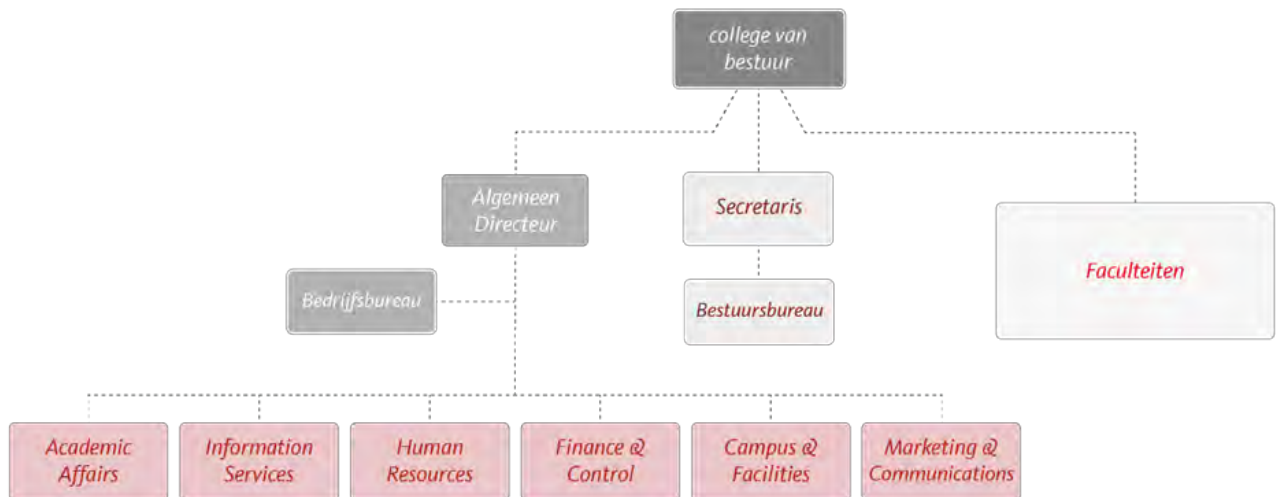 college van
bestuur
Algemeen
Directeur
Secretaris
Faculteiten
Bedrijfsbureau
Bestuursbureau
Academic
Affairs
Information
Services
Human
Resources
Finance &
Control
Campus &
Facilities
Marketing &
Communications